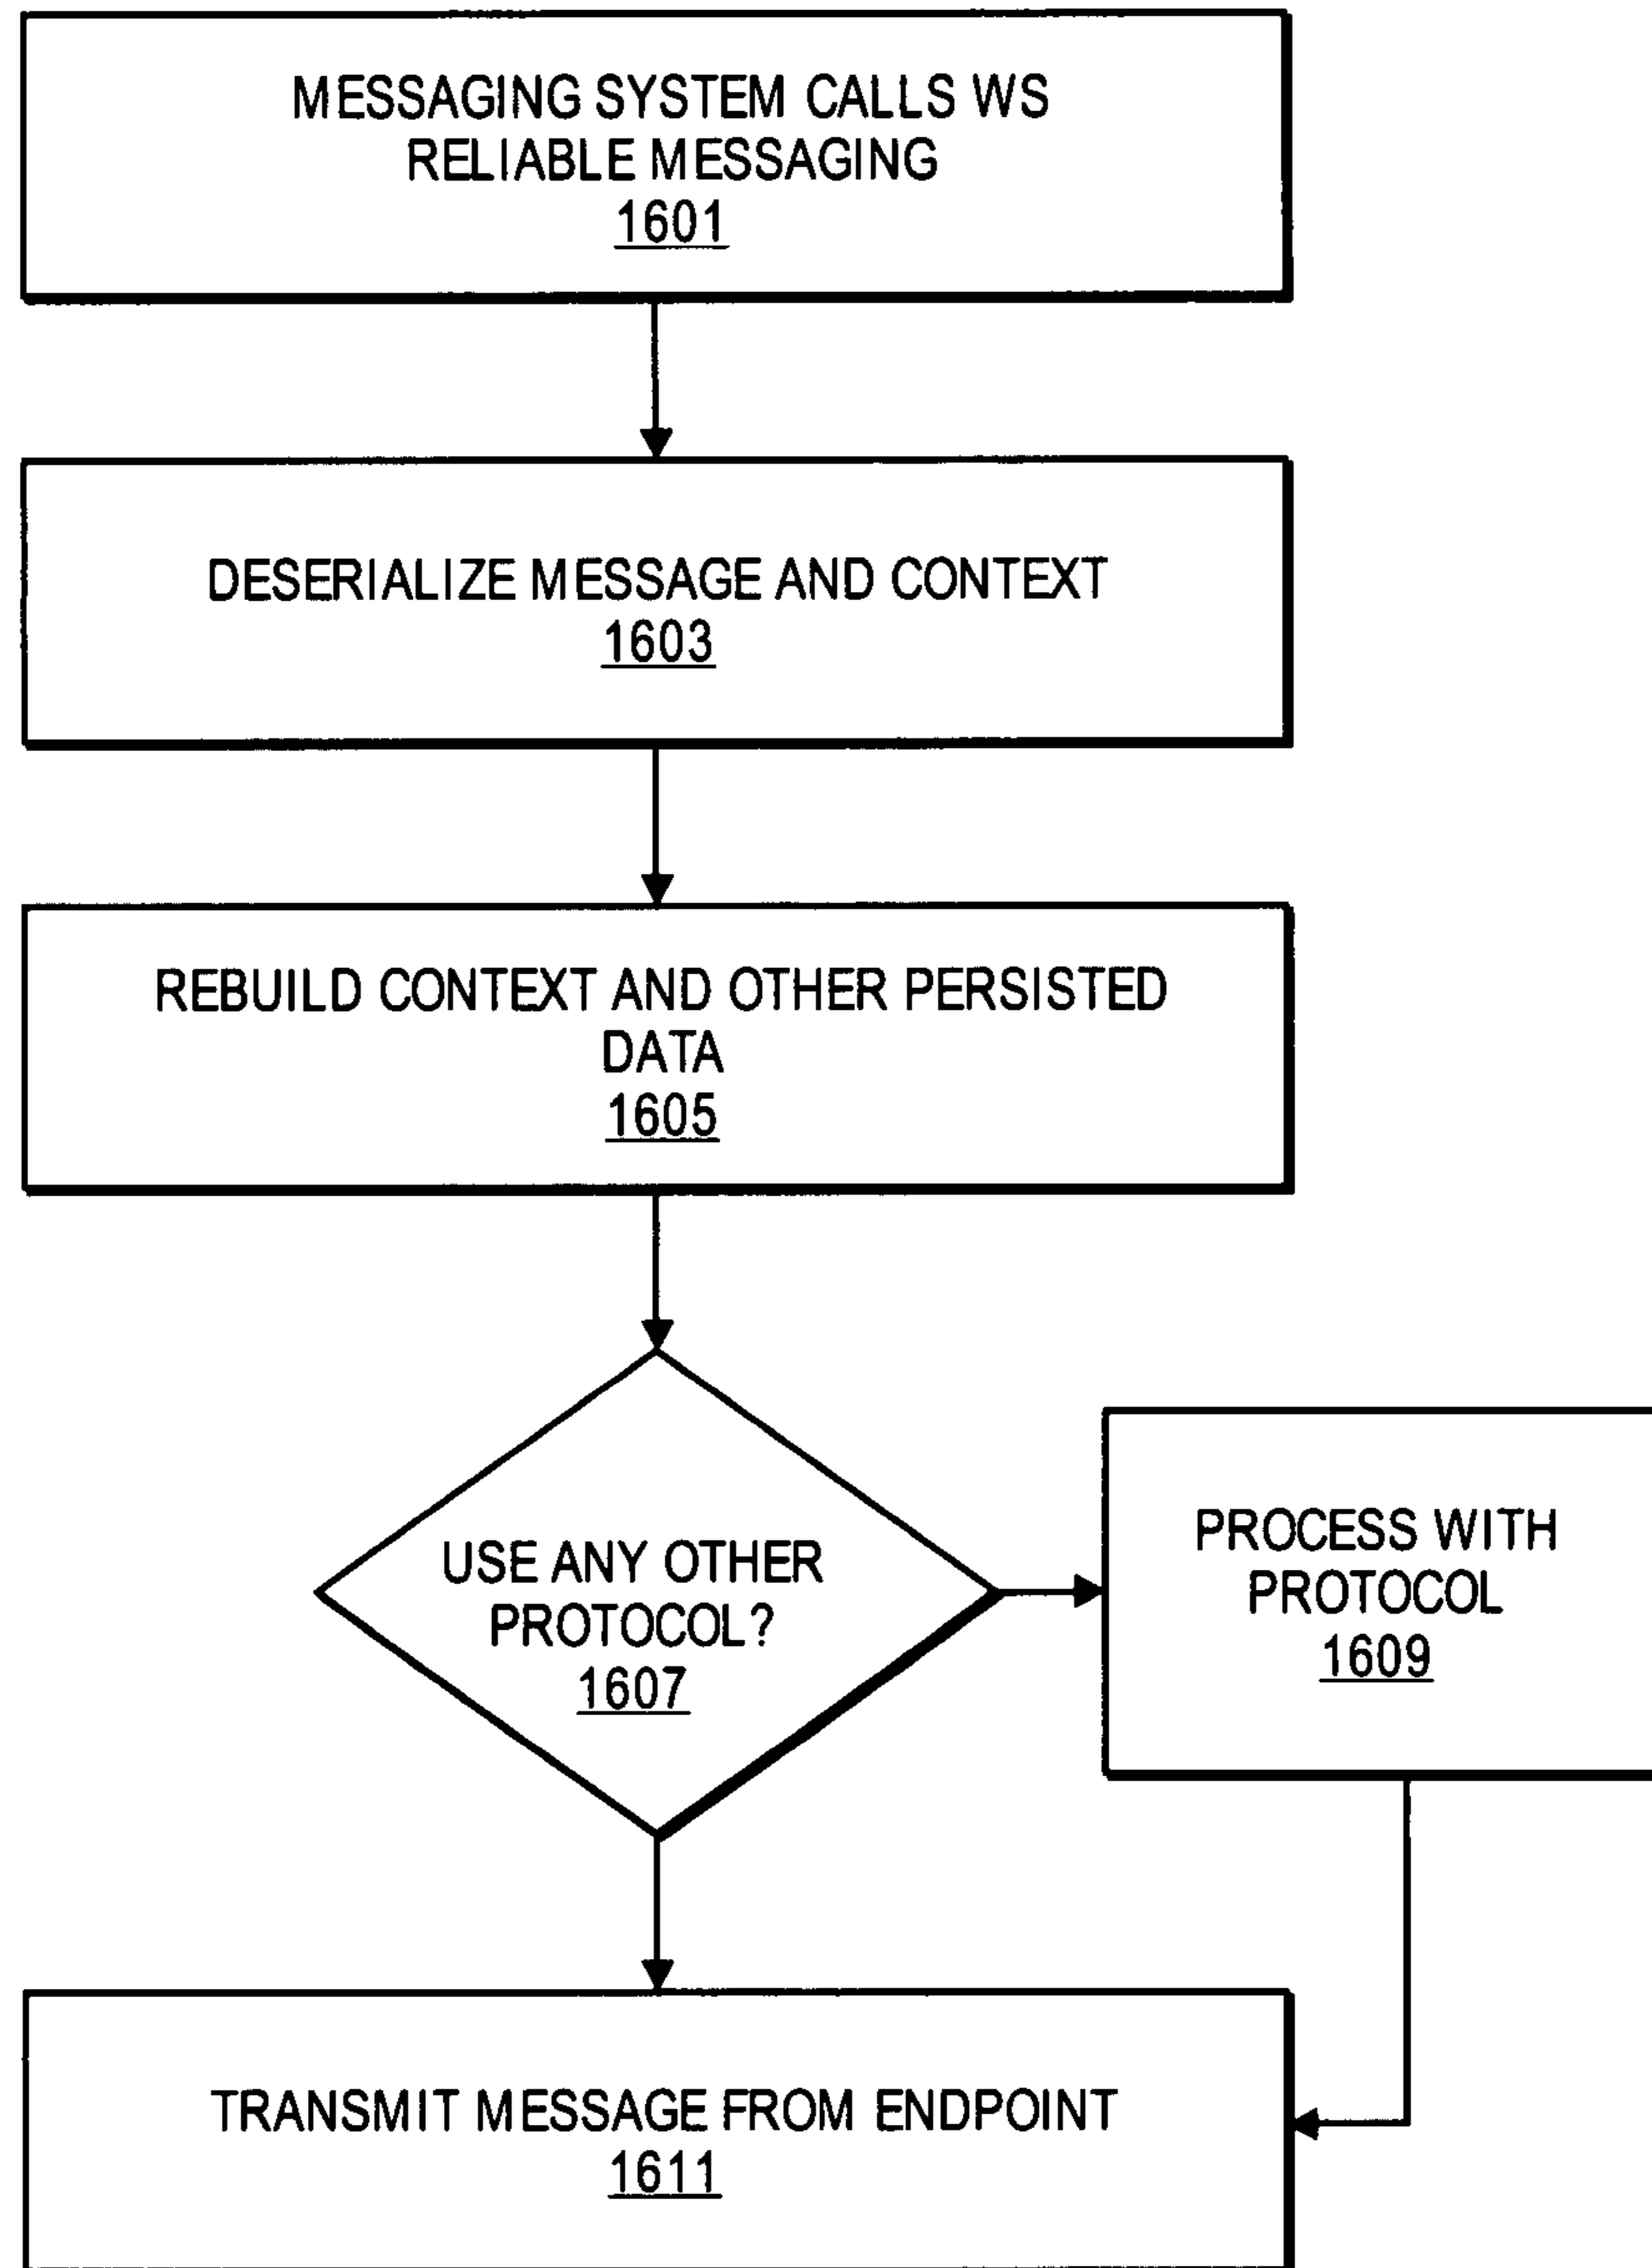 MESSAGING SYSTEM CALLS WS
RELIABLE MESSAGING
1601
DESERIALIZE MESSAGE AND CONTEXT
1603
REBUILD CONTEXT AND OTHER PERSISTED
DATA
1605
USE ANY OTHER
PROTOCOL?
1607
PROCESS WITH
PROTOCOL
1609
TRANSMIT MESSAGE FROM ENDPOINT
1611